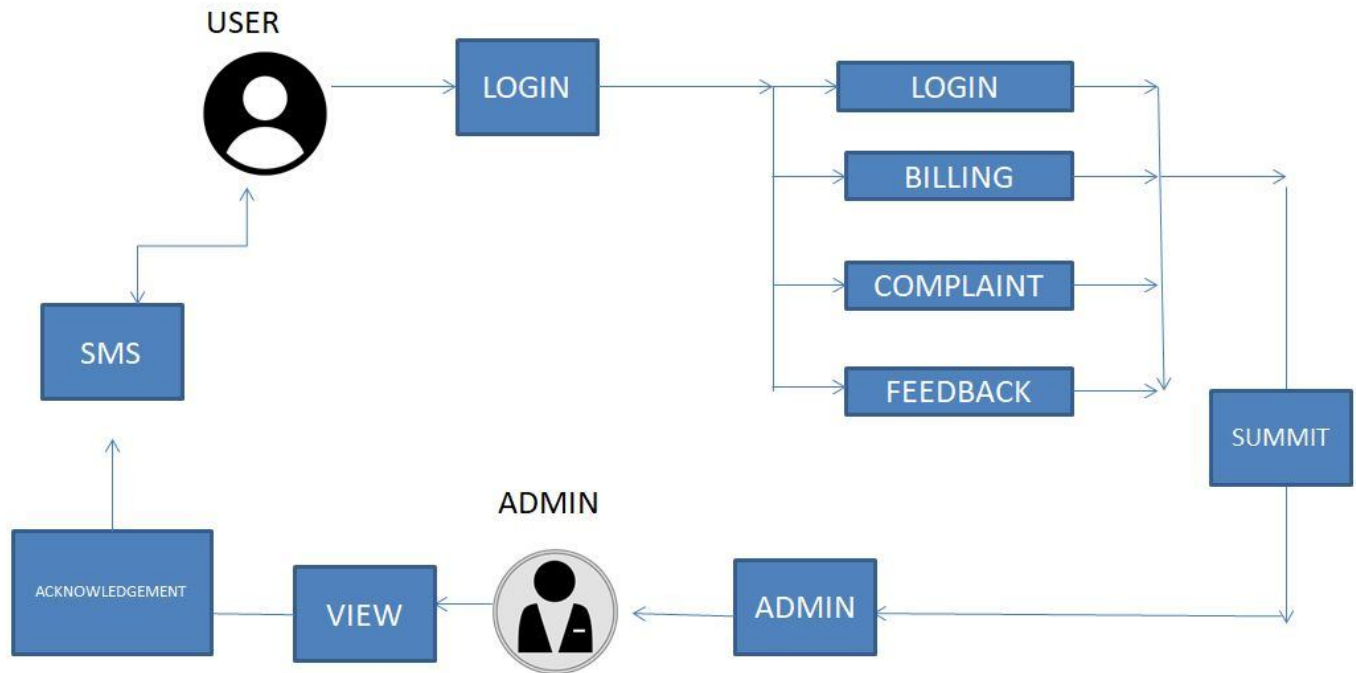 USER
LOGIN
LOGIN
BILLING
COMPLAINT
FEEDBACK
SMS
SUMMIT
ADMIN
ACKNOWLEDGEMENT
VIEW
ADMIN